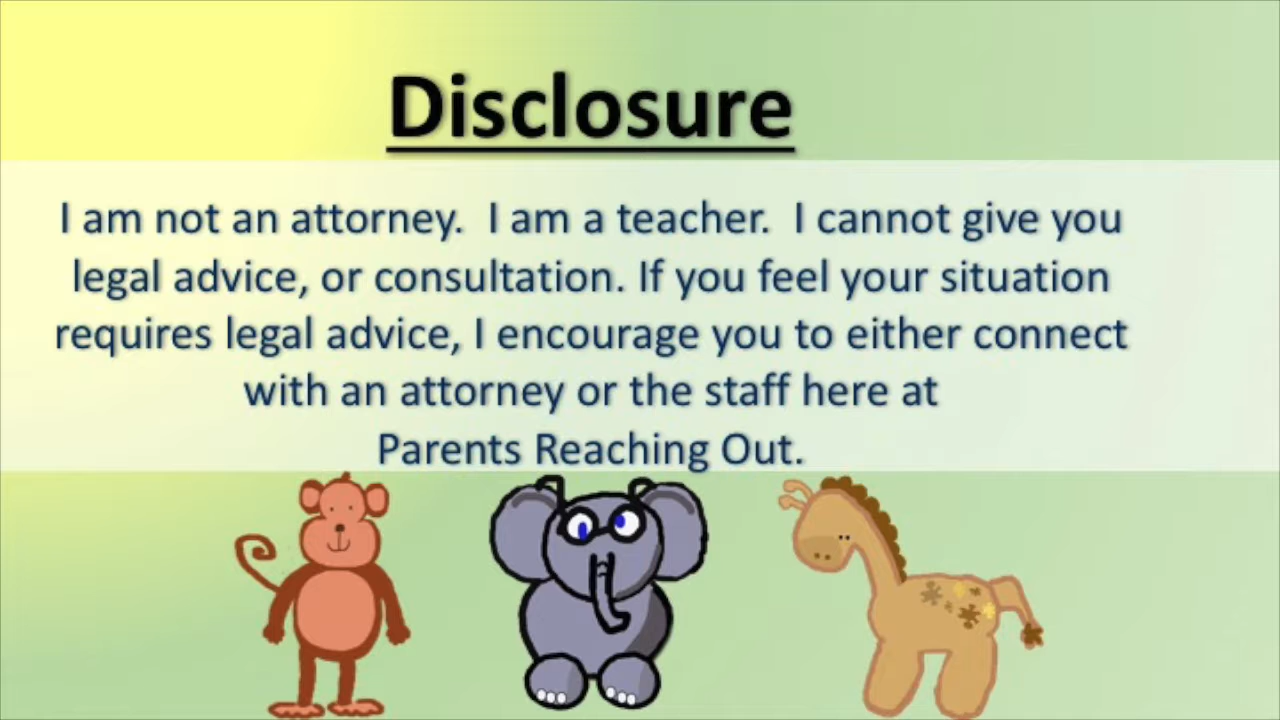 Disclosure
I am not an attorney.  I am a teacher.  I cannot give you
legal advice, or consultation. If you feel your situation
requires legal advice, I encourage you to either connect
with an attorney or the staff here at
Parents Reaching Out.